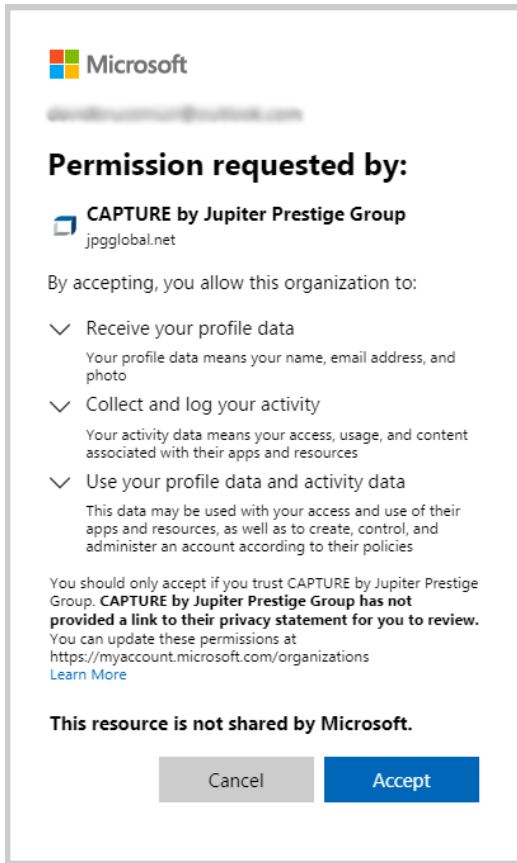 Microsoft
Permission requested by:
CAPTURE by Jupiter Prestige Group
jpgglobal.net
By accepting, you allow this organization to:
Receive your profile data
Your profile data means your name, email address, and
photo
Collect and log your activity
Your activity data means your access, usage, and content
associated with their apps and resources
Use your profile data and activity data
This data may be used with your access and use of their
apps and resources, as well as to create, control, and
administer an account according to their policies
You should only accept if you trust CAPTURE by Jupiter Prestige
Group. CAPTURE by Jupiter Prestige Group has not
provided a link to their privacy statement for you to review.
You can update these permissions at
https://myaccount.microsoft.com/organizations
Learn More
This resource is not shared by Microsoft.
Cancel
Accept